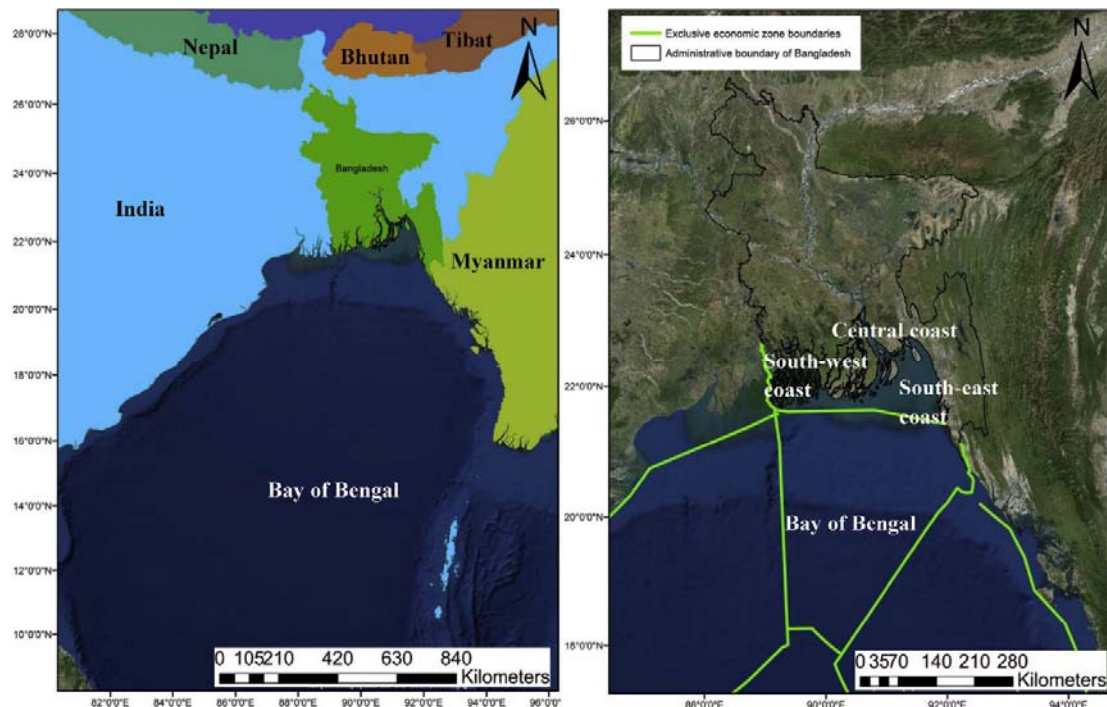 28°0'0"N
26°0'0"N
24°0'0"N
22°0'0"N
20°0'0"N
18°0'0"N
16°0'0"N
14°0'0"N
12°0'0"N
10°0'0"N
Nepal
Bhutan
Tibat
N
Bangladesh
India
Myanmar
Bay of Bengal
0 105210 420 630 840
Kilometers
82°0'0"E 84°0'0"E 86°0'0"E 88°0'0"E 90°0'0"E 92°0'0"E 94°0'0"E 96°0'0"E
Exclusive economic zone boundaries
Administrative boundary of Bangladesh
N
26°0'0"N
24°0'0"N
22°0'0"N
20°0'0"N
18°0'0"N
Central coast
South-west
coast
South-east
coast
Bay of Bengal
0 3570 140 210 280
Kilometers
90°0'0"E 92°0'0"E